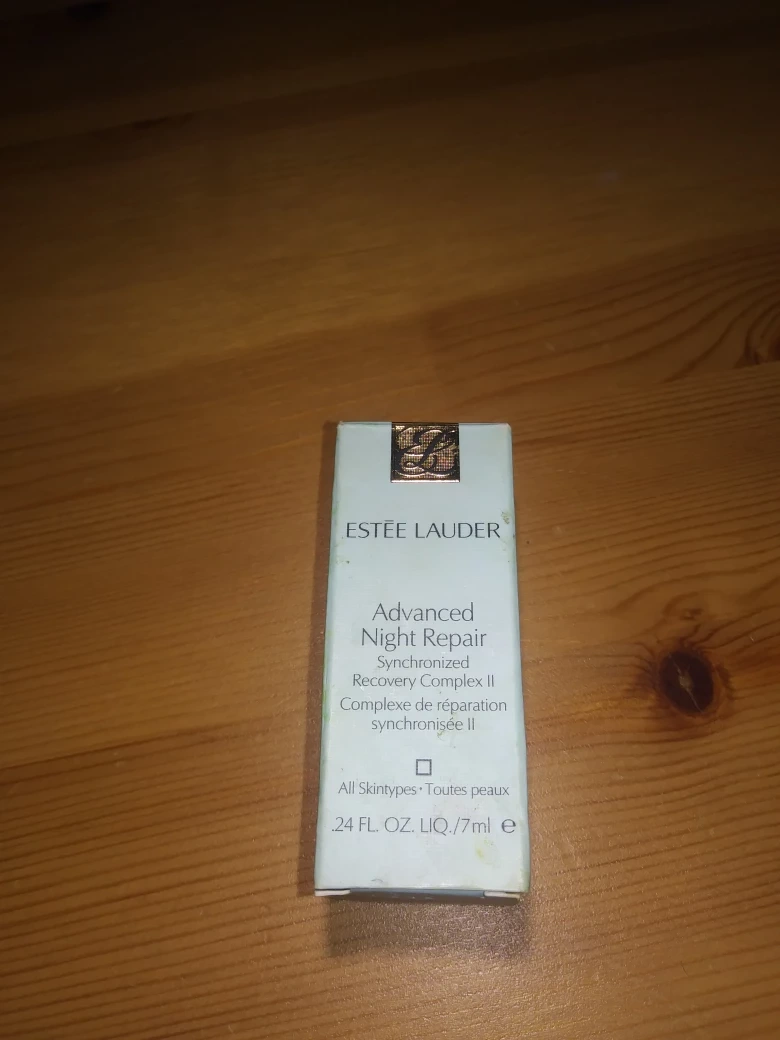 ESTĒE LAUDER
Advanced
Night Repair
Synchronized
Recovery Complex II
Complexe de réparation
synchronisée II
All Skintypes • Toutes peaux
.24 FL. OZ. LIQ./7ml ℮